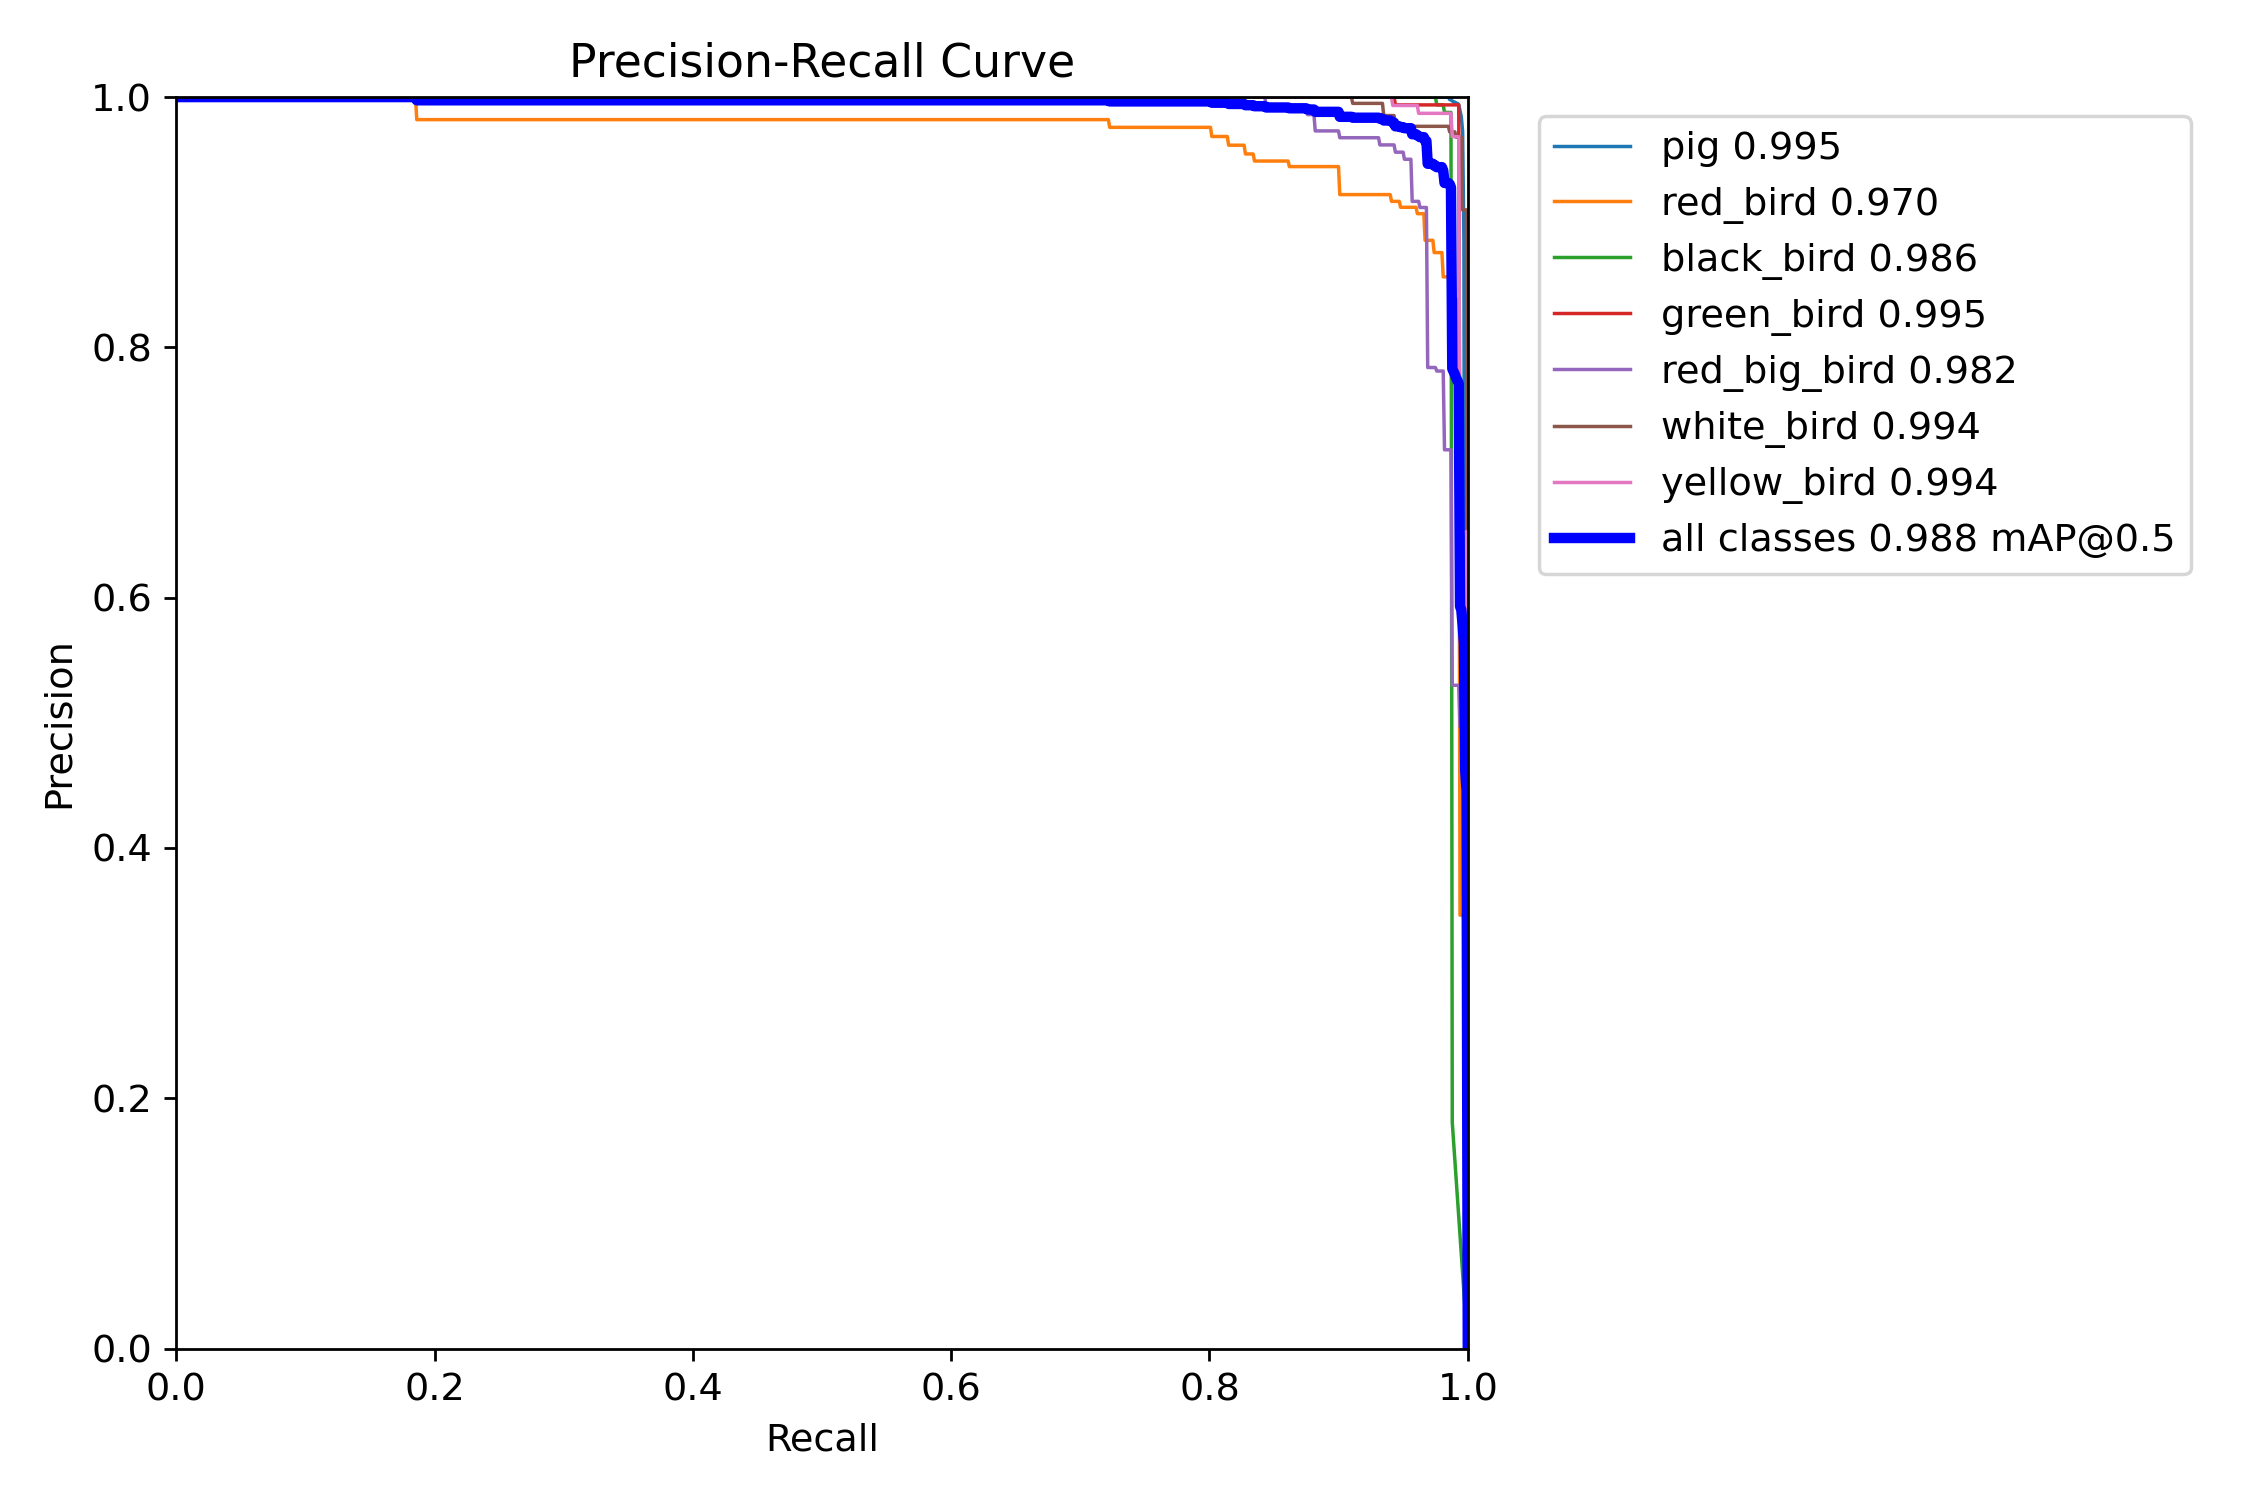 Precision-Recall Curve
1.0
0.8
0.6
0.4
0.2
0.0
Precision
0.0 0.2 0.4 0.6 0.8 1.0
Recall
pig 0.995
red_bird 0.970
black_bird 0.986
green_bird 0.995
red_big_bird 0.982
white_bird 0.994
yellow_bird 0.994
all classes 0.988 mAP@0.5